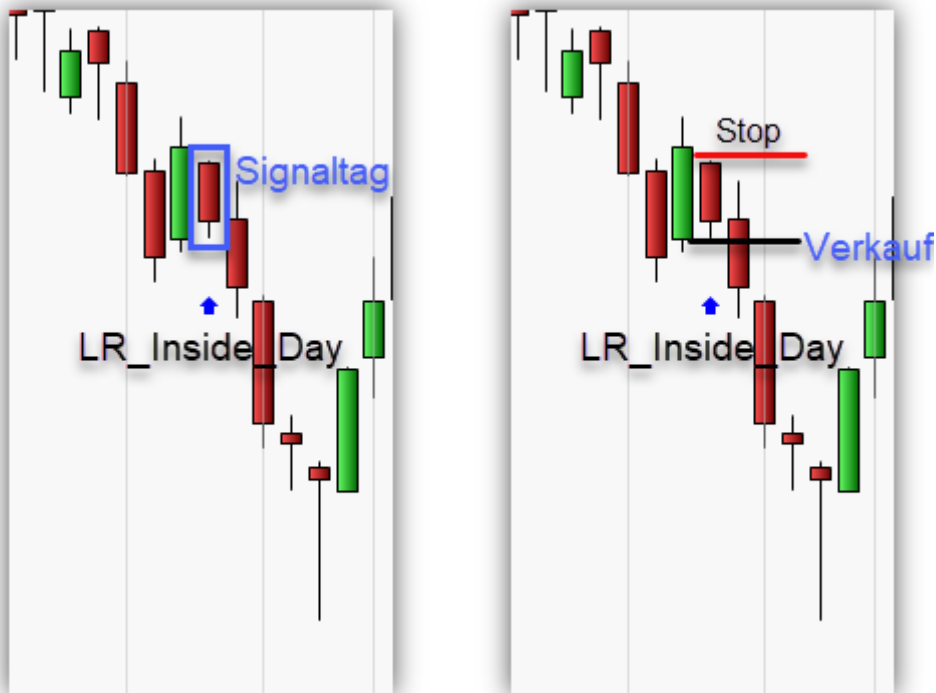 Signaltag
LR_Inside_Day
Stop
Verkauf
LR_Inside_Day